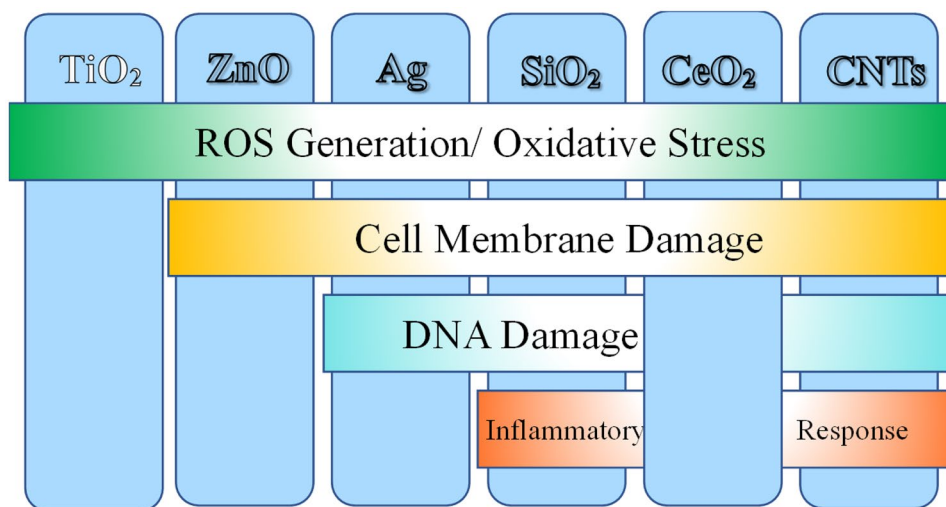 TiO₂ ZnO Ag SiO₂ CeO₂ CNTs
ROS Generation/ Oxidative Stress
Cell Membrane Damage
DNA Damage
Inflammatory Response